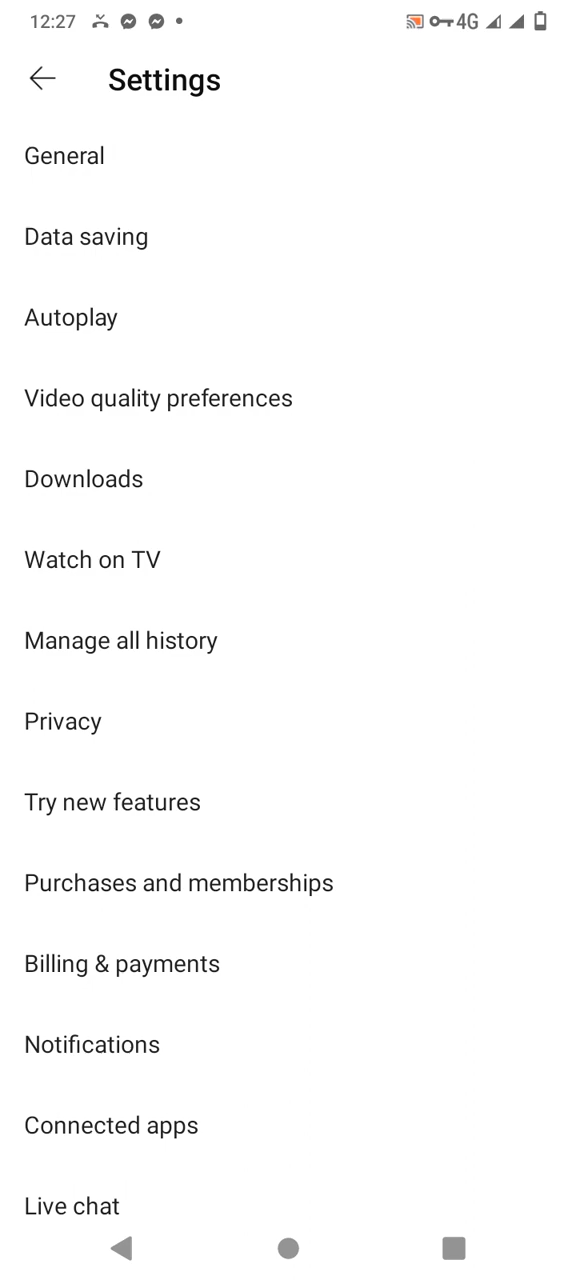 12:27 4G
Settings
General
Data saving
Autoplay
Video quality preferences
Downloads
Watch on TV
Manage all history
Privacy
Try new features
Purchases and memberships
Billing & payments
Notifications
Connected apps
Live chat